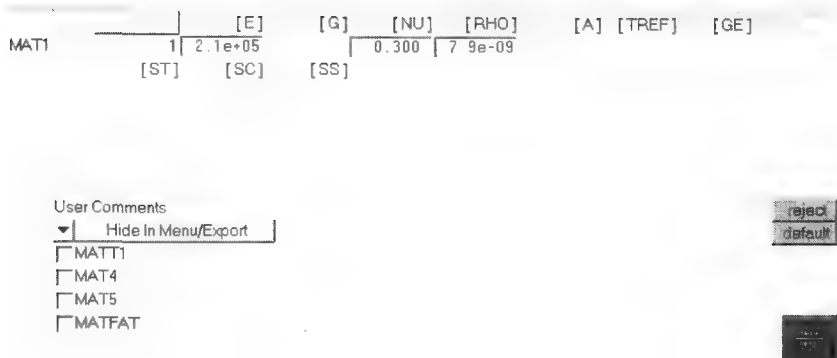 [E] [G] [NU] [RHO] [A] [TREF] [GE]
MAT1 1 2.1e+05 0.300 7 9e-09
[ST] [SC] [SS]
User Comments
Hide In Menu/Export
reject
MATT1
default
MAT4
MAT5
MATFAT